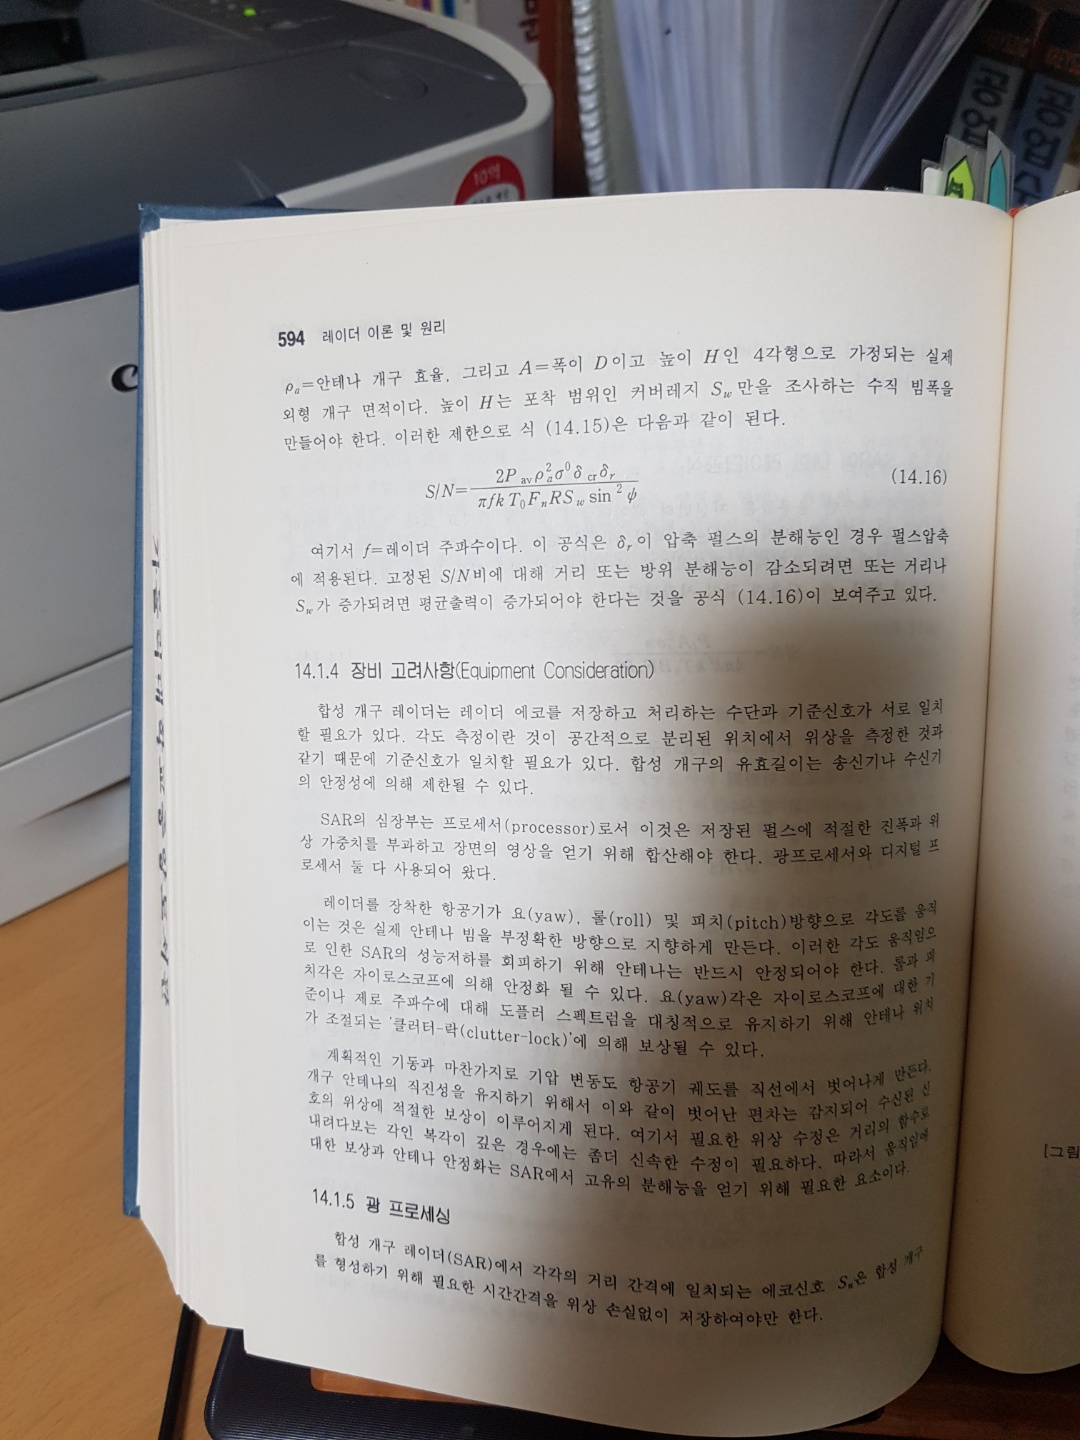 10억
공업
공업수
594 레이더 이론 및 원리
ρa=안테나 개구 효율, 그리고 A=폭이 D이고 높이 H인 4각형으로 가정되는 실제
외형 개구 면적이다. 높이 H는 포착 범위인 커버레지 Sw만을 조사하는 수직 빔폭을
만들어야 한다. 이러한 제한으로 식 (14.15)은 다음과 같이 된다.
S/N= 2Pav ρa² σ⁰ δcr δr / πfkT₀FnRSw sin² ψ (14.16)
여기서 f=레이더 주파수이다. 이 공식은 δr이 압축 펄스의 분해능인 경우 펄스압축
에 적용된다. 고정된 S/N비에 대해 거리 또는 방위 분해능이 감소되려면 또는 거리나
Sw가 증가되려면 평균출력이 증가되어야 한다는 것을 공식 (14.16)이 보여주고 있다.
14.1.4 장비 고려사항(Equipment Consideration)
합성 개구 레이더는 레이더 에코를 저장하고 처리하는 수단과 기준신호가 서로 일치
할 필요가 있다. 각도 측정이란 것이 공간적으로 분리된 위치에서 위상을 측정한 것과
같기 때문에 기준신호가 일치할 필요가 있다. 합성 개구의 유효길이는 송신기나 수신기
의 안정성에 의해 제한될 수 있다.
SAR의 심장부는 프로세서(processor)로서 이것은 저장된 펄스에 적절한 진폭과 위
상 가중치를 부과하고 장면의 영상을 얻기 위해 합산해야 한다. 광프로세서와 디지털 프
로세서 둘 다 사용되어 왔다.
레이더를 장착한 항공기가 요(yaw), 롤(roll) 및 피치(pitch)방향으로 각도를 움직
이는 것은 실제 안테나 빔을 부정확한 방향으로 지향하게 만든다. 이러한 각도 움직임으
로 인한 SAR의 성능저하를 회피하기 위해 안테나는 반드시 안정되어야 한다. 롤과 피
치각은 자이로스코프에 의해 안정화 될 수 있다. 요(yaw)각은 자이로스코프에 대한 기
준이나 제로 주파수에 대해 도플러 스펙트럼을 대칭적으로 유지하기 위해 안테나 위치
가 조절되는 '클러터-락(clutter-lock)'에 의해 보상될 수 있다.
계획적인 기동과 마찬가지로 기압 변동도 항공기 궤도를 직선에서 벗어나게 만든다.
개구 안테나의 직진성을 유지하기 위해서 이와 같이 벗어난 편차는 감지되어 수신된 신
호의 위상에 적절한 보상이 이루어지게 된다. 여기서 필요한 위상 수정은 거리의 함수로
내려다보는 각인 복각이 깊은 경우에는 좀더 신속한 수정이 필요하다. 따라서 움직임에
대한 보상과 안테나 안정화는 SAR에서 고유의 분해능을 얻기 위해 필요한 요소이다.
14.1.5 광 프로세싱
합성 개구 레이더(SAR)에서 각각의 거리 간격에 일치되는 에코신호 Sn은 합성 개구
를 형성하기 위해 필요한 시간간격을 위상 손실없이 저장하여야만 한다.
[그림